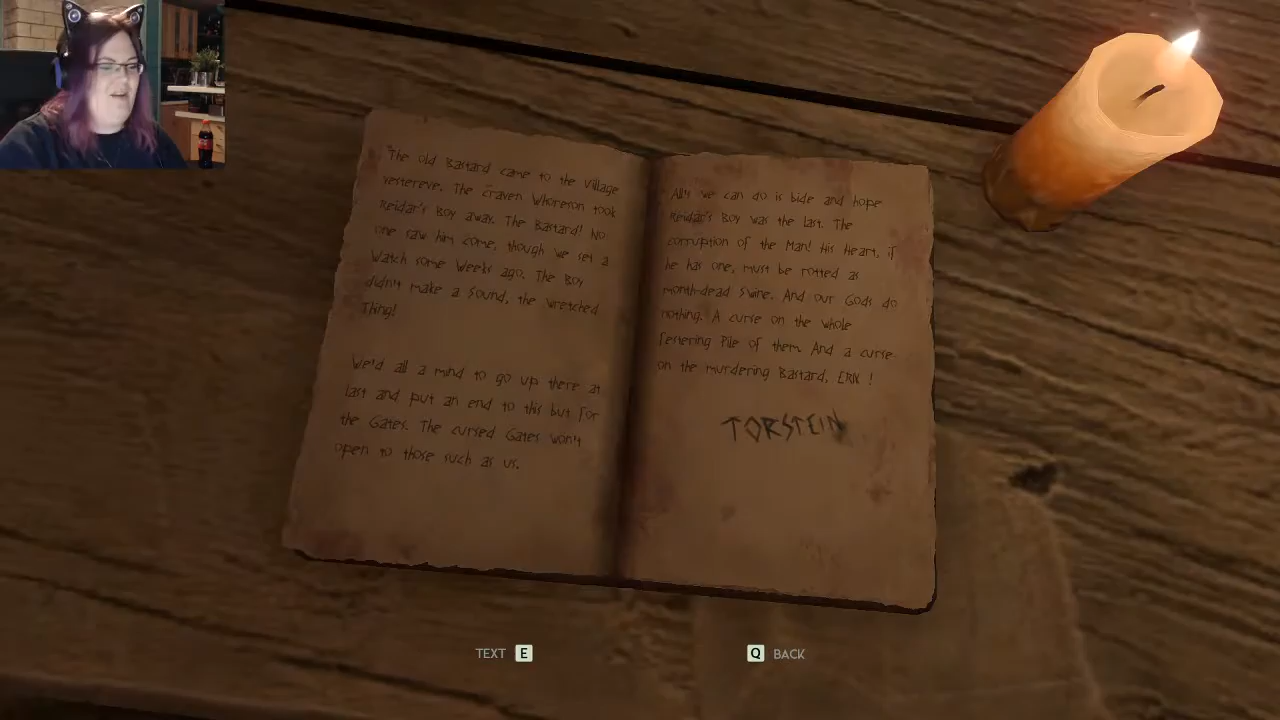 The old Bastard came to the village
yestereve. The craven Whoreson took
Reidar's Boy away. The Bastard! No
one saw him come, though we set a
Watch some Weeks ago. The Boy
didn't make a Sound, the wretched
Thing!
We'd all a mind to go up there at
last and put an end to this but for
the Gates. The cursed Gates won't
open to those such as us.
All we can do is bide and hope
Reidar's Boy was the last. The
corruption of the Man! His Heart, if
he has one, must be rotted as
month-dead Swine. And our Gods do
nothing. A curse on the whole
festering Pile of them. And a curse
on the murdering Bastard, ERIK!
TORSTEIN
TEXT E
Q BACK